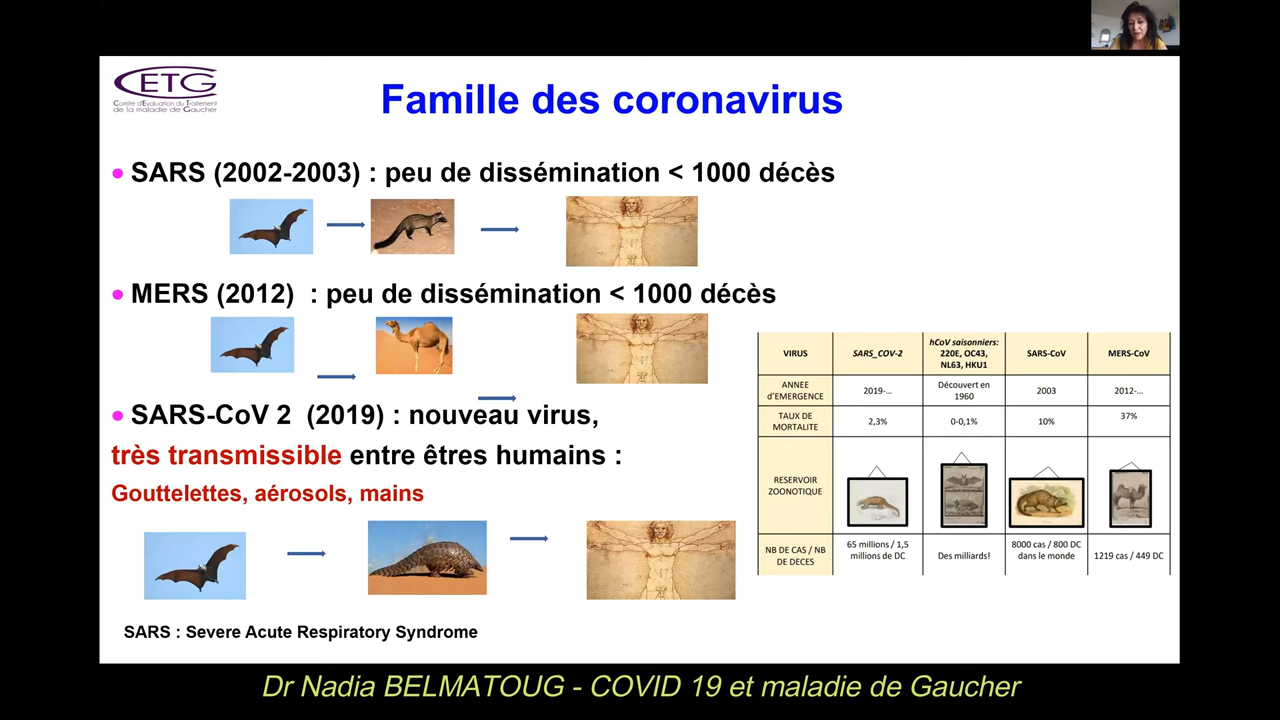 CETG
Comité d'Evaluation du Traitement
de la maladie de Gaucher
Famille des coronavirus
• SARS (2002-2003) : peu de dissémination < 1000 décès
• MERS (2012) : peu de dissémination < 1000 décès
• SARS-CoV 2 (2019) : nouveau virus,
très transmissible entre êtres humains :
Gouttelettes, aérosols, mains
SARS : Severe Acute Respiratory Syndrome
VIRUS SARS_COV-2 hCoV saisonniers: 220E, OC43, NL63, HKU1 SARS-CoV MERS-CoV
ANNEE d'EMERGENCE 2019-... Découvert en 1960 2003 2012-...
TAUX DE MORTALITE 2,3% 0-0,1% 10% 37%
RESERVOIR ZOONOTIQUE
NB DE CAS / NB DE DECES 65 millions / 1,5 millions de DC Des milliards! 8000 cas / 800 DC dans le monde 1219 cas / 449 DC
Dr Nadia BELMATOUG - COVID 19 et maladie de Gaucher